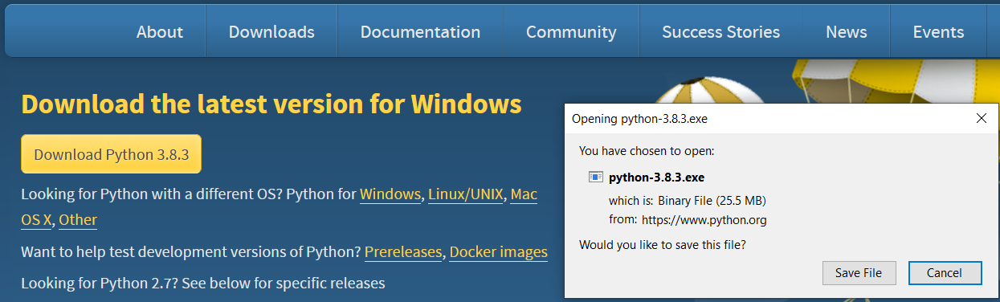 About Downloads Documentation Community Success Stories News Events
Download the latest version for Windows
Download Python 3.8.3
Looking for Python with a different OS? Python for Windows, Linux/UNIX, Mac
OS X, Other
Want to help test development versions of Python? Prereleases, Docker images
Looking for Python 2.7? See below for specific releases
Opening python-3.8.3.exe
You have chosen to open:
python-3.8.3.exe
which is: Binary File (25.5 MB)
from: https://www.python.org
Would you like to save this file?
Save File Cancel